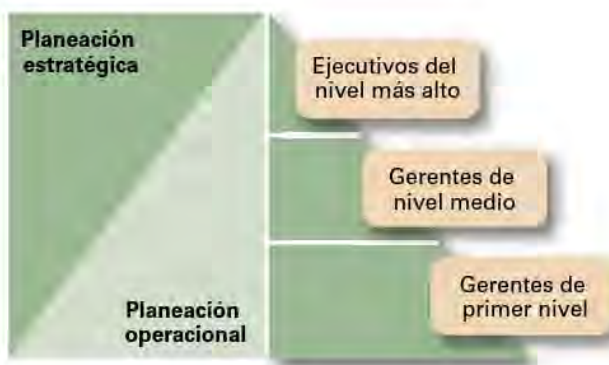 Planeación
estratégica
Ejecutivos del
nivel más alto
Gerentes de
nivel medio
Gerentes de
primer nivel
Planeación
operacional